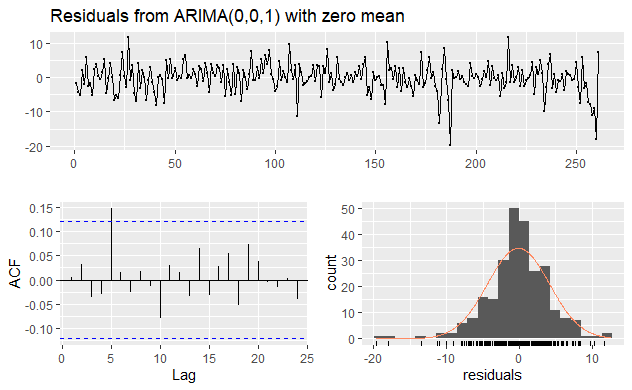 Residuals from ARIMA(0,0,1) with zero mean
10
0
-10
-20
0 50 100 150 200 250
0.15
0.10
0.05
0.00
-0.05
-0.10
ACF
0 5 10 15 20 25
Lag
50
40
30
20
10
0
count
-20 -10 0 10
residuals